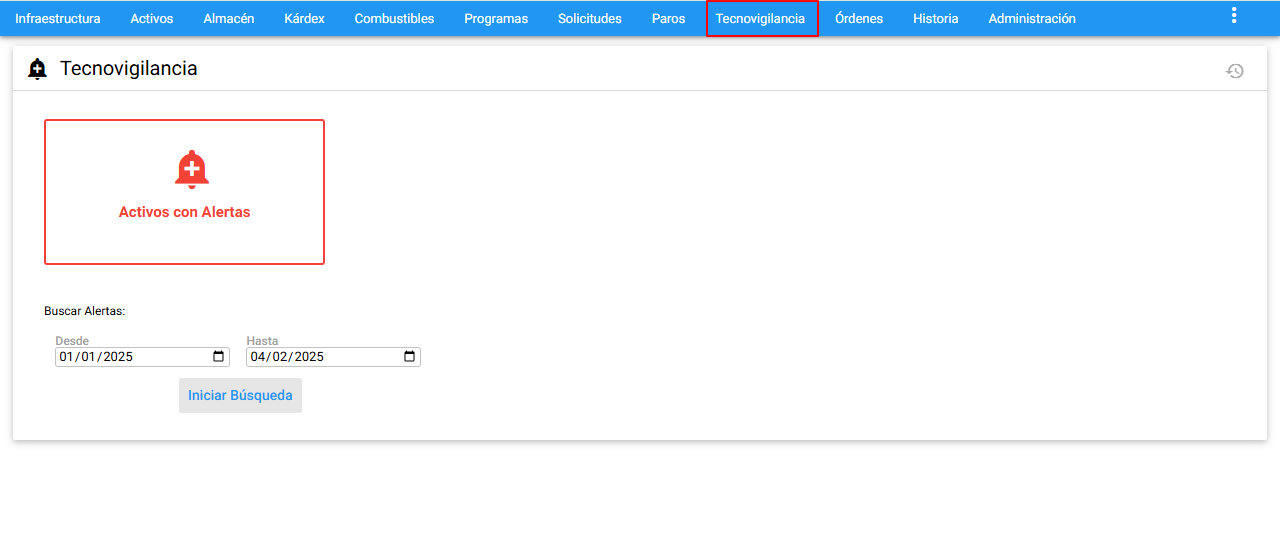 Infraestructura Activos Almacén Kárdex Combustibles Programas Solicitudes Paros Tecnovigilancia Órdenes Historia Administración
Tecnovigilancia
Activos con Alertas
Buscar Alertas:
Desde Hasta
01/01/2025 04/02/2025
Iniciar Búsqueda